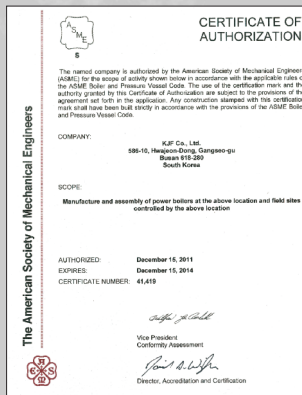 ASME
S
CERTIFICATE OF
AUTHORIZATION
The named company is authorized by the American Society of Mechanical Engineers
(ASME) for the scope of activity shown below in accordance with the applicable rules of
the ASME Boiler and Pressure Vessel Code. The use of the certification mark and the
authority granted by this Certificate of Authorization are subject to the provisions of the
agreement set forth in the application. Any construction stamped with this certification
mark shall have been built strictly in accordance with the provisions of the ASME Boiler
and Pressure Vessel Code.
COMPANY:
KJF Co., Ltd.
586-10, Hwajeon-Dong, Gangseo-gu
Busan 618-280
South Korea
SCOPE:
Manufacture and assembly of power boilers at the above location and field sites
controlled by the above location
AUTHORIZED: December 15, 2011
EXPIRES: December 15, 2014
CERTIFICATE NUMBER: 41,419
Vice President
Conformity Assessment
Director, Accreditation and Certification
The American Society of Mechanical Engineers